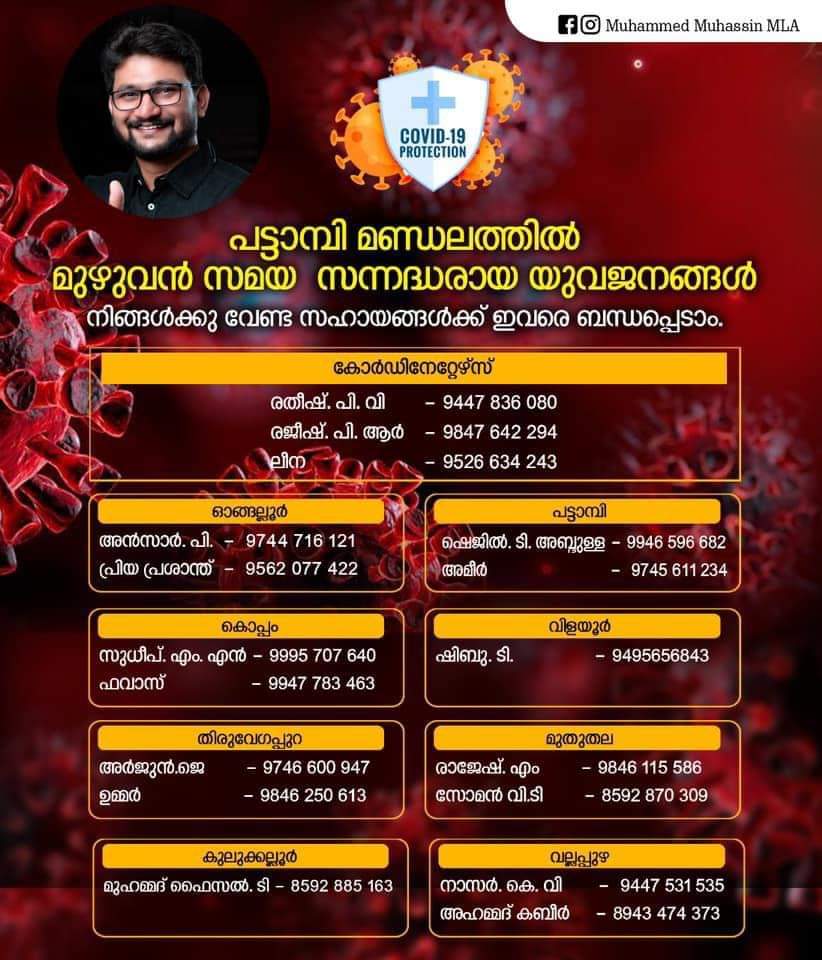 Muhammed Muhassin MLA
COVID-19
PROTECTION
പട്ടാമ്പി മണ്ഡലത്തിൽ
മുഴുവൻ സമയ സന്നദ്ധരായ യുവജനങ്ങൾ
നിങ്ങൾക്കു വേണ്ട സഹായങ്ങൾക്ക് ഇവരെ ബന്ധപ്പെടാം.
കോർഡിനേറ്റേഴ്സ്
രതീഷ്. പി. വി - 9447 836 080
രജീഷ്. പി. ആർ - 9847 642 294
ലീന - 9526 634 243
ഓങ്ങല്ലൂർ
അൻസാർ. പി. - 9744 716 121
പ്രിയ പ്രശാന്ത് - 9562 077 422
പട്ടാമ്പി
ഷെജിൽ. ടി. അബ്ദുള്ള - 9946 596 682
അമീർ - 9745 611 234
കൊപ്പം
സുധീപ്. എം. എൻ - 9995 707 640
ഫവാസ് - 9947 783 463
വിളയൂർ
ഷിബു. ടി. - 9495656843
തിരുവേഗപ്പുറ
അർജുൻ.ജെ - 9746 600 947
ഉമ്മർ - 9846 250 613
മുതുതല
രാജേഷ്. എം - 9846 115 586
സോമൻ വി.ടി - 8592 870 309
കുലുക്കല്ലൂർ
മുഹമ്മദ് ഫൈസൽ. ടി - 8592 885 163
വല്ലപ്പുഴ
നാസർ. കെ. വി - 9447 531 535
അഹമ്മദ് കബീർ - 8943 474 373